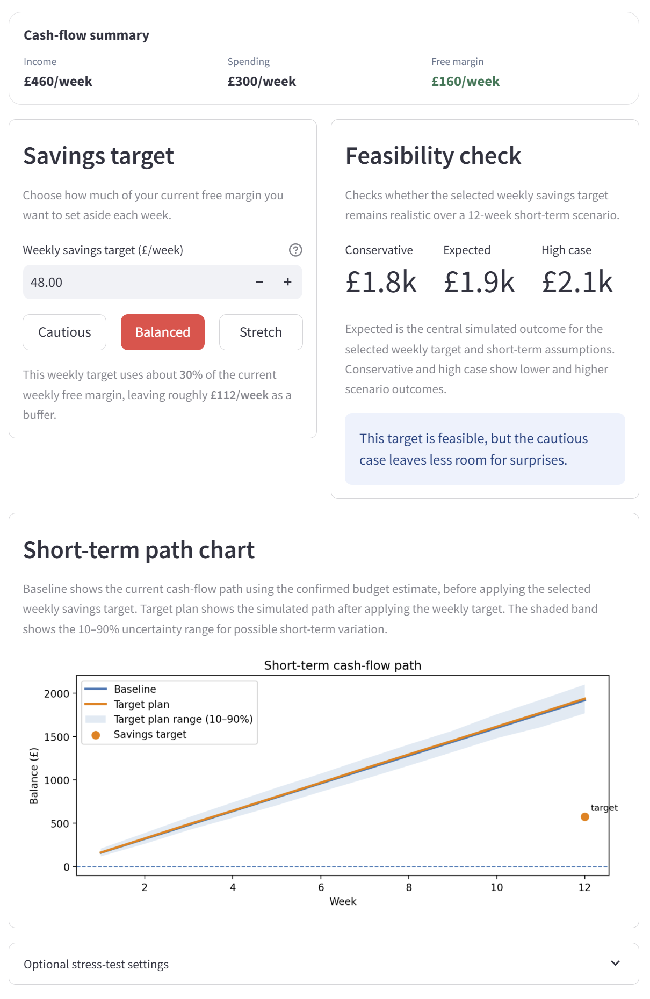 Cash-flow summary
Income
£460/week
Spending
£300/week
Free margin
£160/week
Savings target
Choose how much of your current free margin you
want to set aside each week.
Weekly savings target (£/week)
48.00
− +
Cautious
Balanced
Stretch
This weekly target uses about 30% of the current
weekly free margin, leaving roughly £112/week as a
buffer.
Feasibility check
Checks whether the selected weekly savings target
remains realistic over a 12-week short-term scenario.
Conservative
£1.8k
Expected
£1.9k
High case
£2.1k
Expected is the central simulated outcome for the
selected weekly target and short-term assumptions.
Conservative and high case show lower and higher
scenario outcomes.
This target is feasible, but the cautious
case leaves less room for surprises.
Short-term path chart
Baseline shows the current cash-flow path using the confirmed budget estimate, before applying the selected
weekly savings target. Target plan shows the simulated path after applying the weekly target. The shaded band
shows the 10–90% uncertainty range for possible short-term variation.
Short-term cash-flow path
Baseline
Target plan
Target plan range (10–90%)
Savings target
2000
1500
1000
500
0
Balance (£)
target
2 4 6 8 10 12
Week
Optional stress-test settings